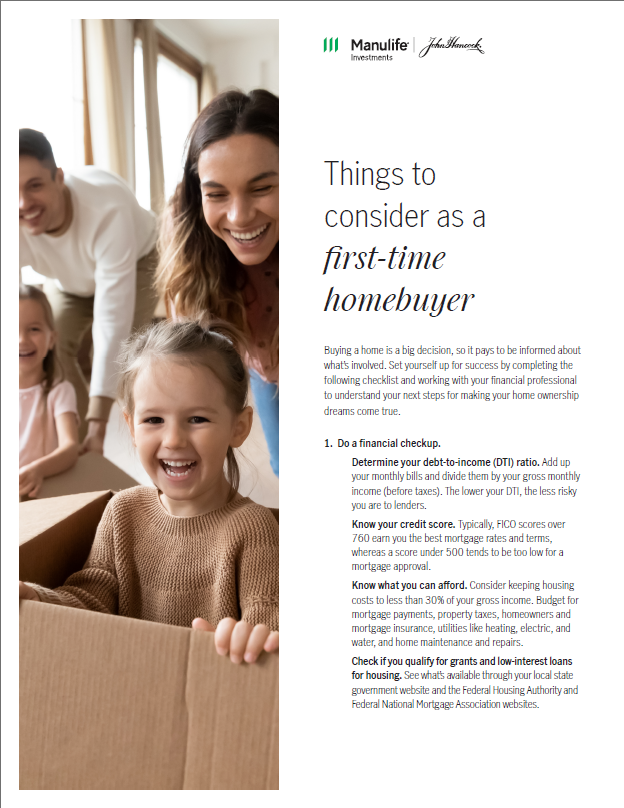 Manulife John Hancock
Investments
Things to
consider as a
first-time
homebuyer
Buying a home is a big decision, so it pays to be informed about
what's involved. Set yourself up for success by completing the
following checklist and working with your financial professional
to understand your next steps for making your home ownership
dreams come true.
1. Do a financial checkup.
Determine your debt-to-income (DTI) ratio. Add up
your monthly bills and divide them by your gross monthly
income (before taxes). The lower your DTI, the less risky
you are to lenders.
Know your credit score. Typically, FICO scores over
760 earn you the best mortgage rates and terms,
whereas a score under 500 tends to be too low for a
mortgage approval.
Know what you can afford. Consider keeping housing
costs to less than 30% of your gross income. Budget for
mortgage payments, property taxes, homeowners and
mortgage insurance, utilities like heating, electric, and
water, and home maintenance and repairs.
Check if you qualify for grants and low-interest loans
for housing. See what's available through your local state
government website and the Federal Housing Authority and
Federal National Mortgage Association websites.